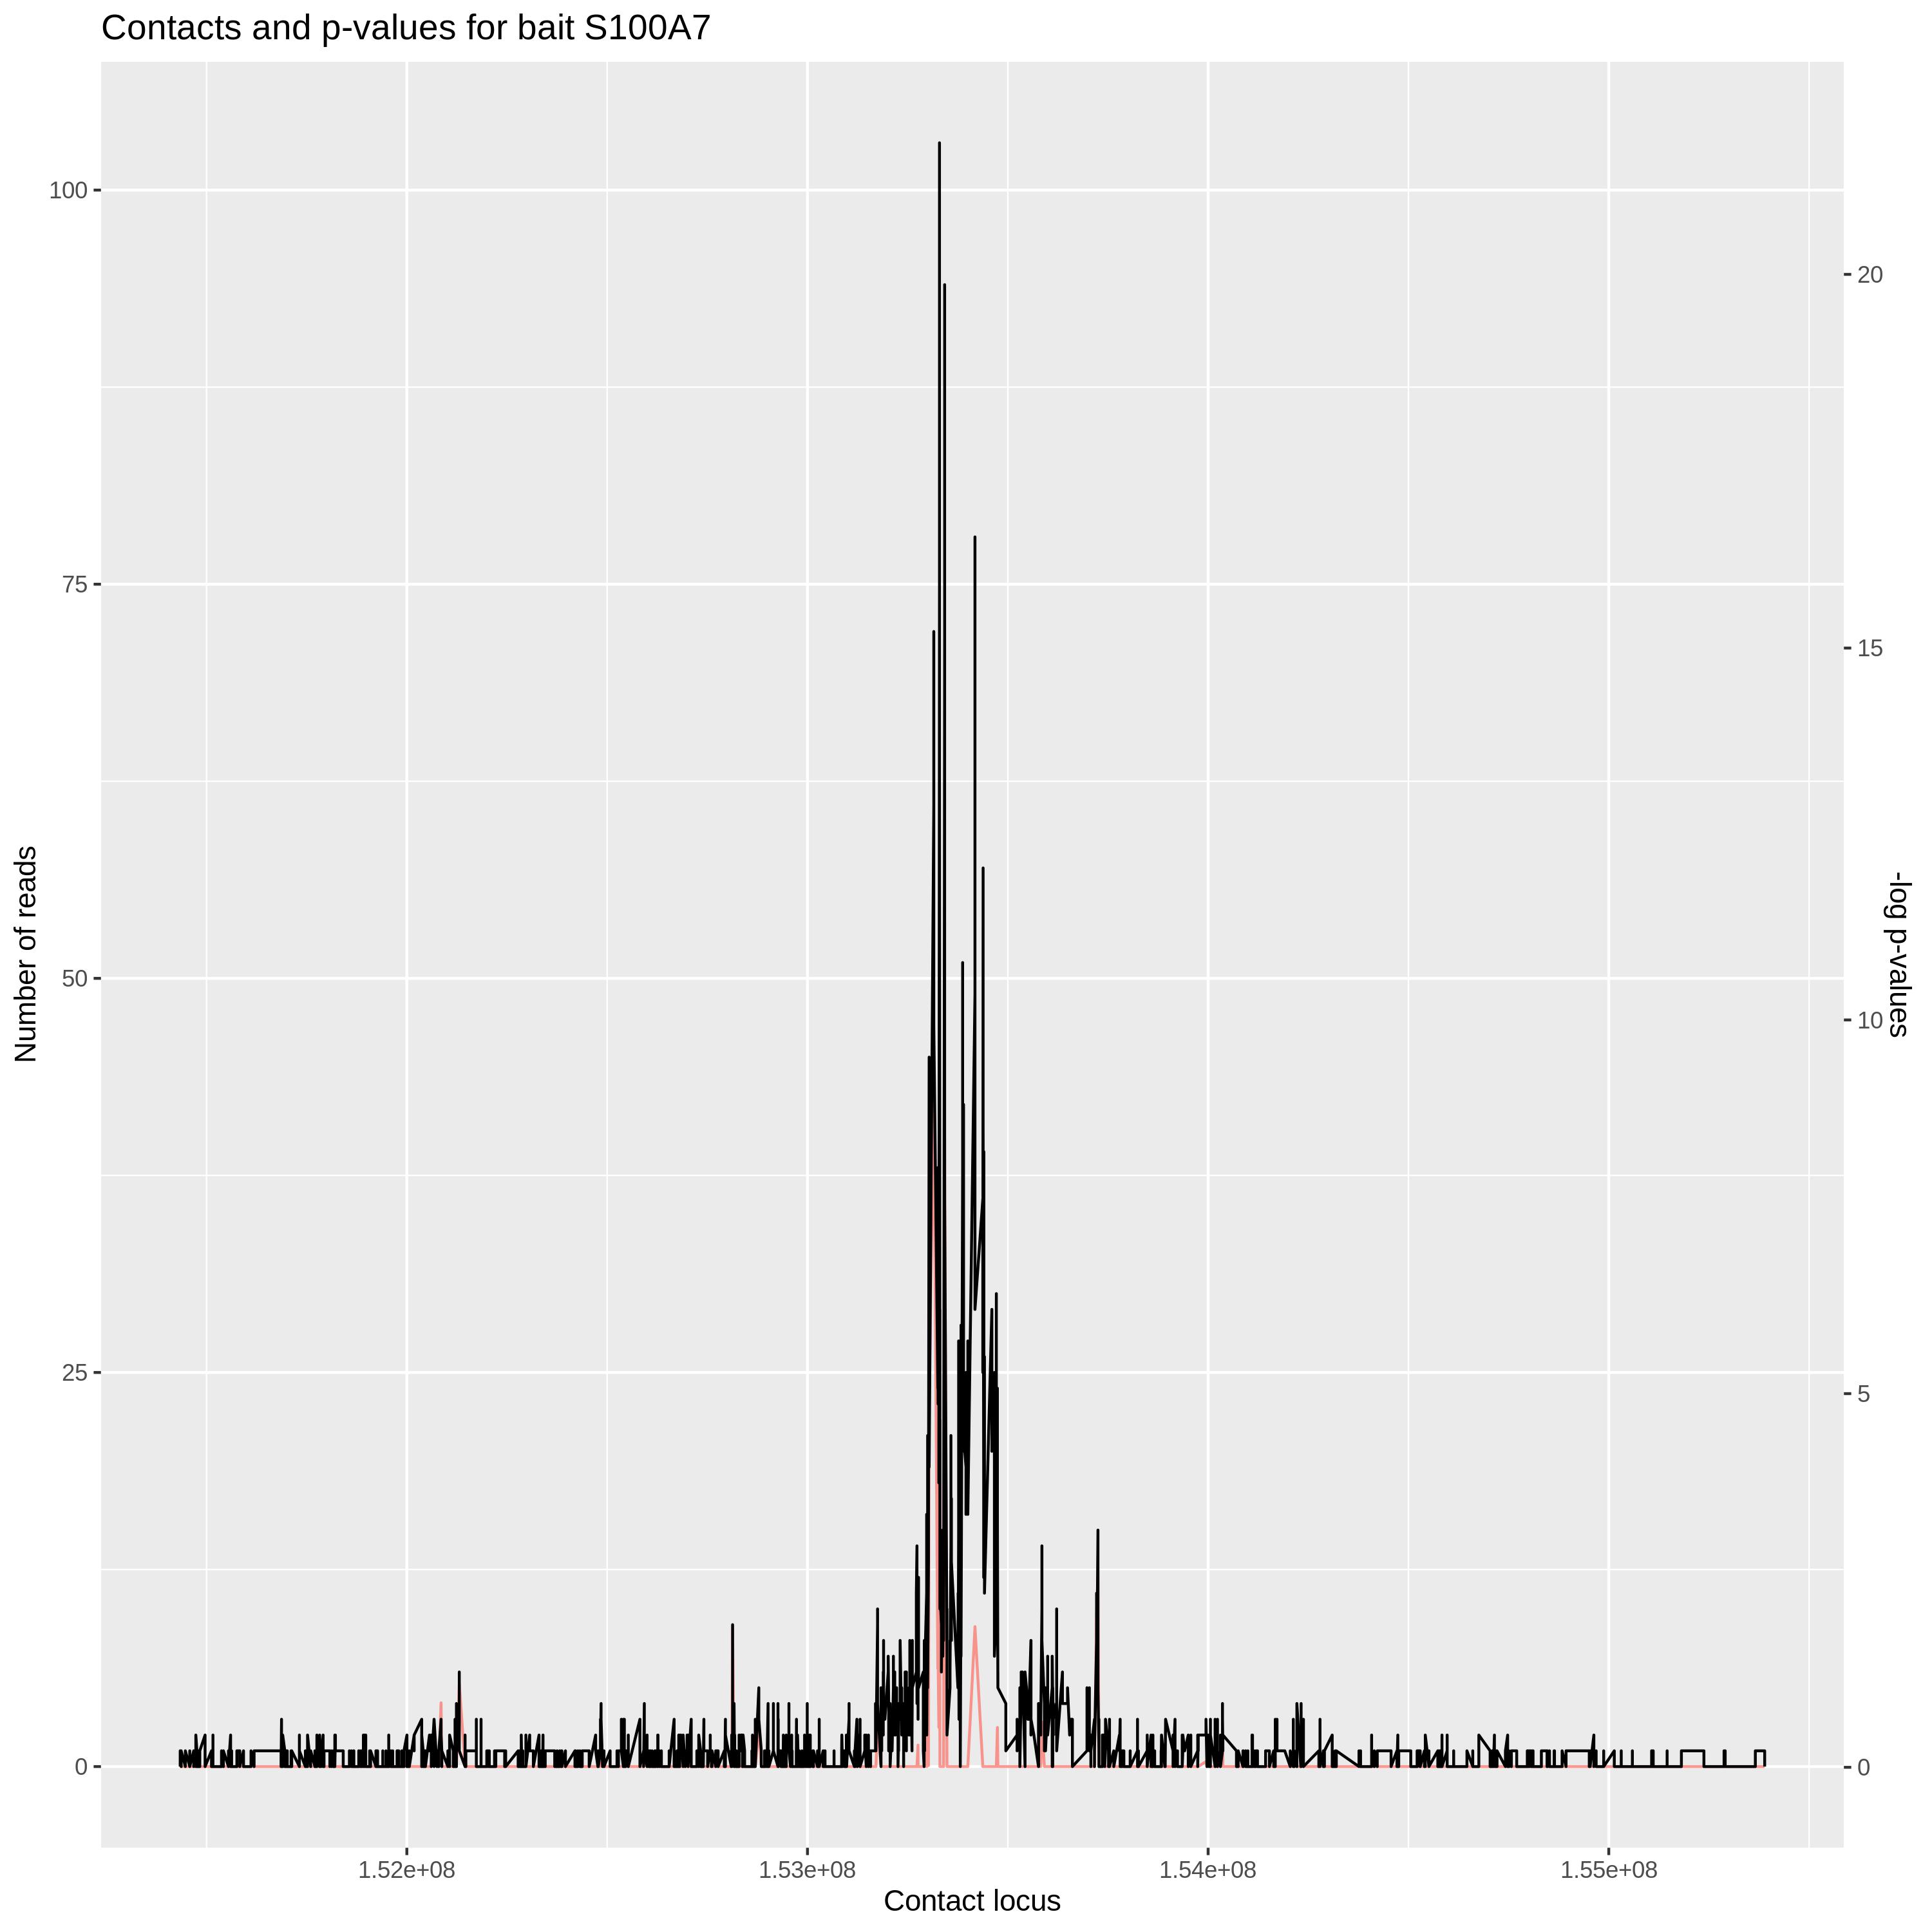 Contacts and p-values for bait S100A7
100
75
50
25
0
Number of reads
20
15
10
5
0
-log p-values
1.52e+08 1.53e+08 1.54e+08 1.55e+08
Contact locus